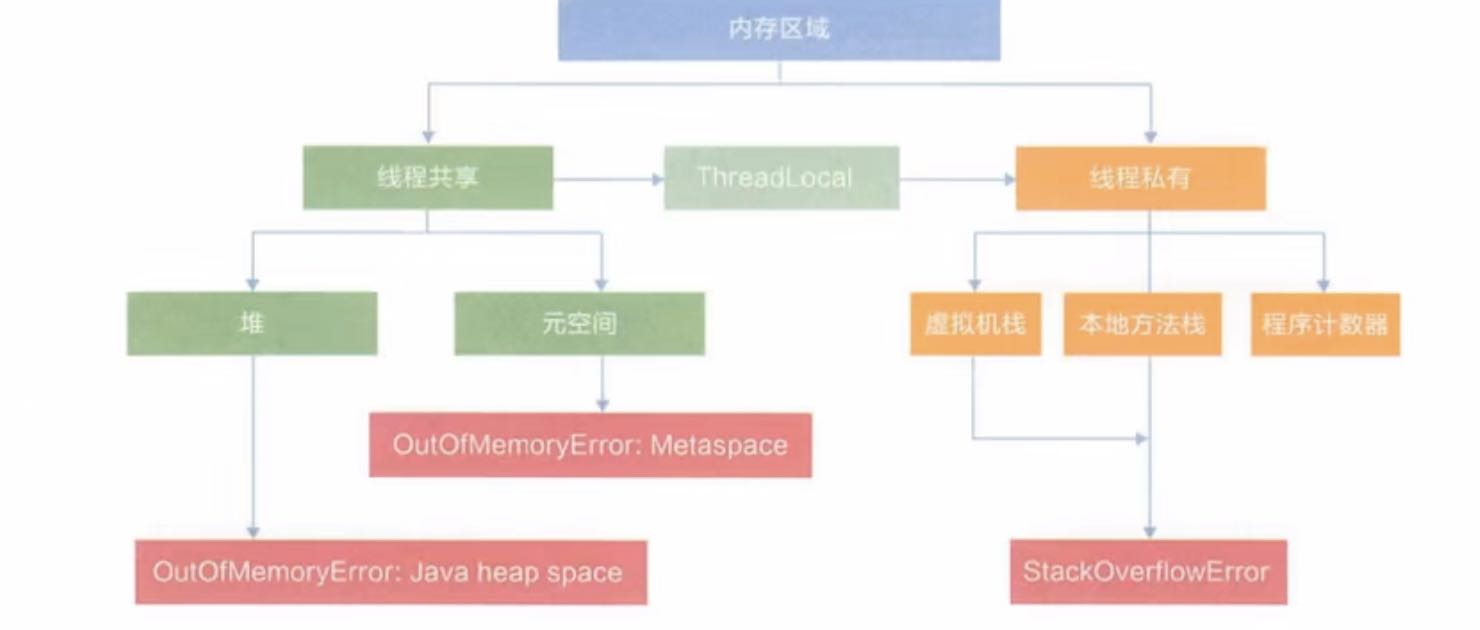 内存区域
线程共享
ThreadLocal
线程私有
堆
元空间
虚拟机栈
本地方法栈
程序计数器
OutOfMemoryError: Metaspace
OutOfMemoryError: Java heap space
StackOverflowError